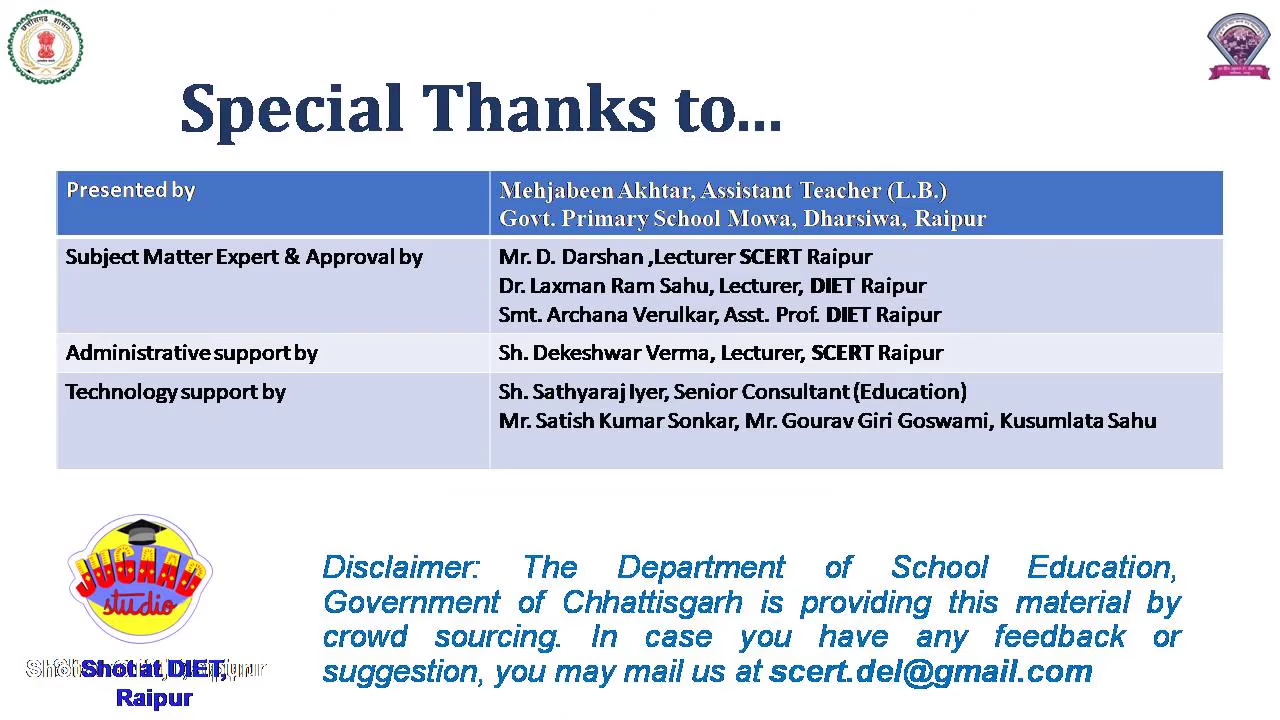 छत्तीसगढ़ शासन
Special Thanks to...
Presented by
Mehjabeen Akhtar, Assistant Teacher (L.B.)
Govt. Primary School Mowa, Dharsiwa, Raipur
Subject Matter Expert & Approval by
Mr. D. Darshan ,Lecturer SCERT Raipur
Dr. Laxman Ram Sahu, Lecturer, DIET Raipur
Smt. Archana Verulkar, Asst. Prof. DIET Raipur
Administrative support by
Sh. Dekeshwar Verma, Lecturer, SCERT Raipur
Technology support by
Sh. Sathyaraj Iyer, Senior Consultant (Education)
Mr. Satish Kumar Sonkar, Mr. Gourav Giri Goswami, Kusumlata Sahu
JUGAAD
studio
Shot at DIET,
Raipur
Disclaimer: The Department of School Education,
Government of Chhattisgarh is providing this material by
crowd sourcing. In case you have any feedback or
suggestion, you may mail us at scert.del@gmail.com